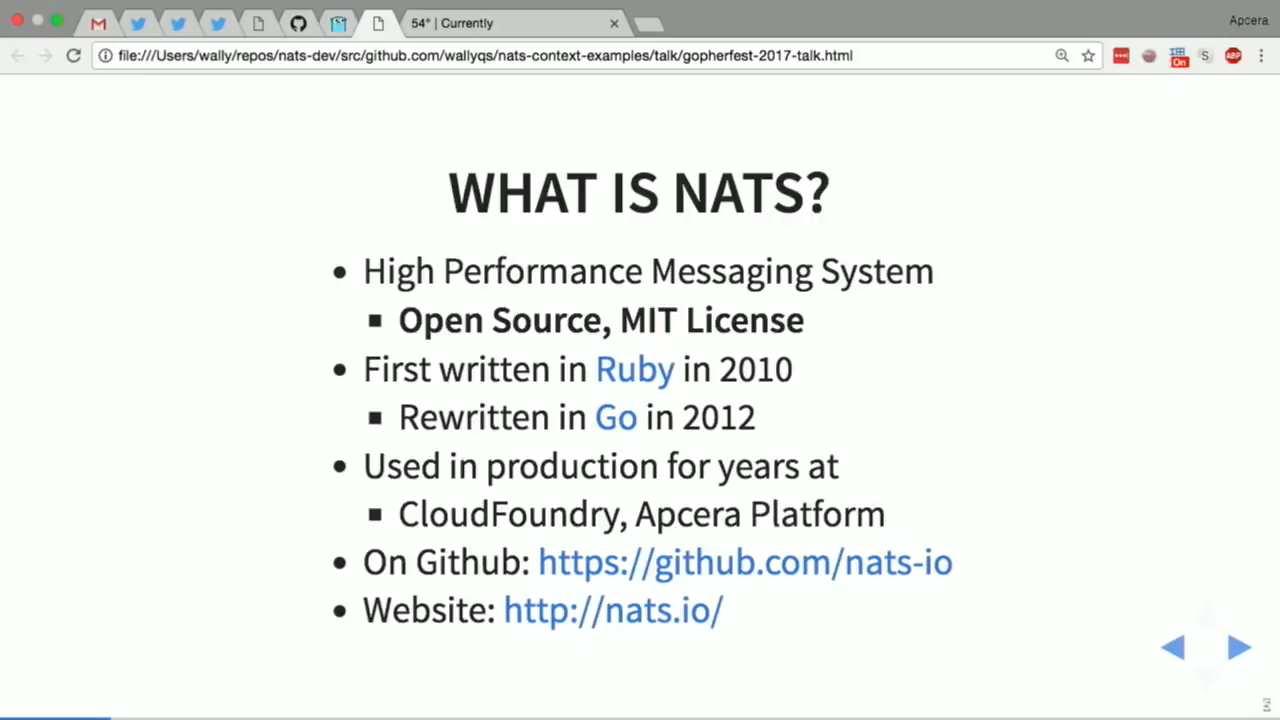 54° | Currently
Apcera
file:///Users/wally/repos/nats-dev/src/github.com/wallyqs/nats-context-examples/talk/gopherfest-2017-talk.html
On
S
ABP
WHAT IS NATS?
High Performance Messaging System
Open Source, MIT License
First written in Ruby in 2010
Rewritten in Go in 2012
Used in production for years at
CloudFoundry, Apcera Platform
On Github: https://github.com/nats-io
Website: http://nats.io/